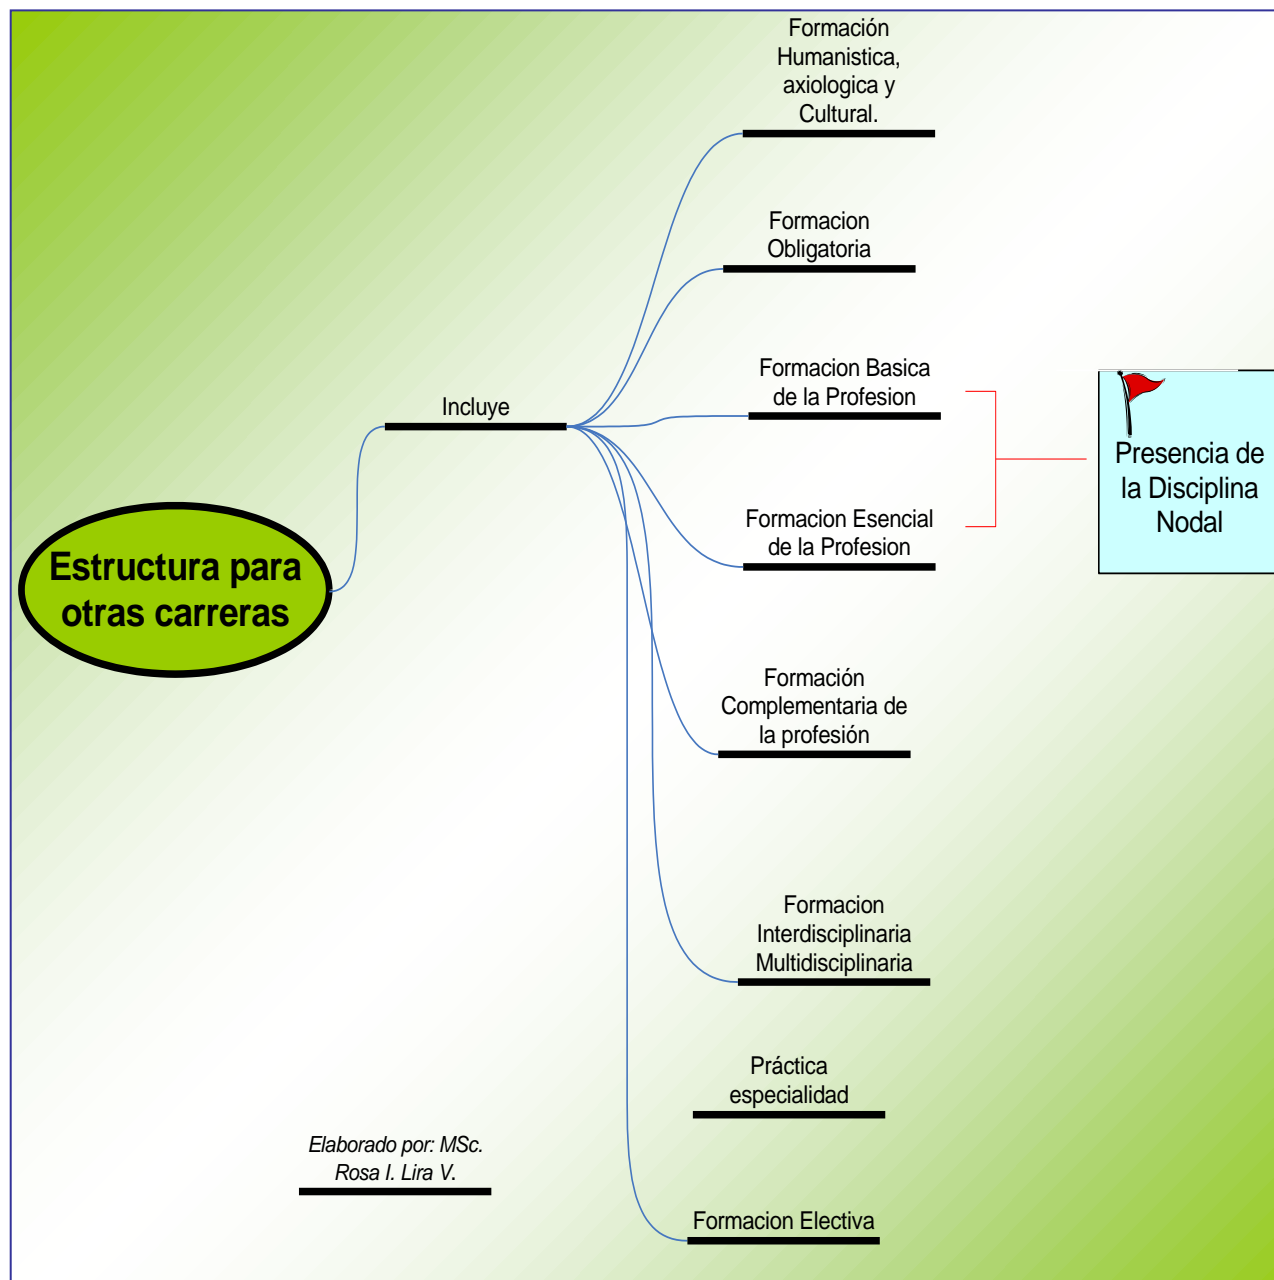 Formación
Humanistica,
axiologica y
Cultural.
Formacion
Obligatoria
Formacion Basica
de la Profesion
Incluye
Presencia de
la Disciplina
Nodal
Formacion Esencial
de la Profesion
Estructura para
otras carreras
Formación
Complementaria de
la profesión
Formacion
Interdisciplinaria
Multidisciplinaria
Práctica
especialidad
Elaborado por: MSc.
Rosa I. Lira V.
Formacion Electiva